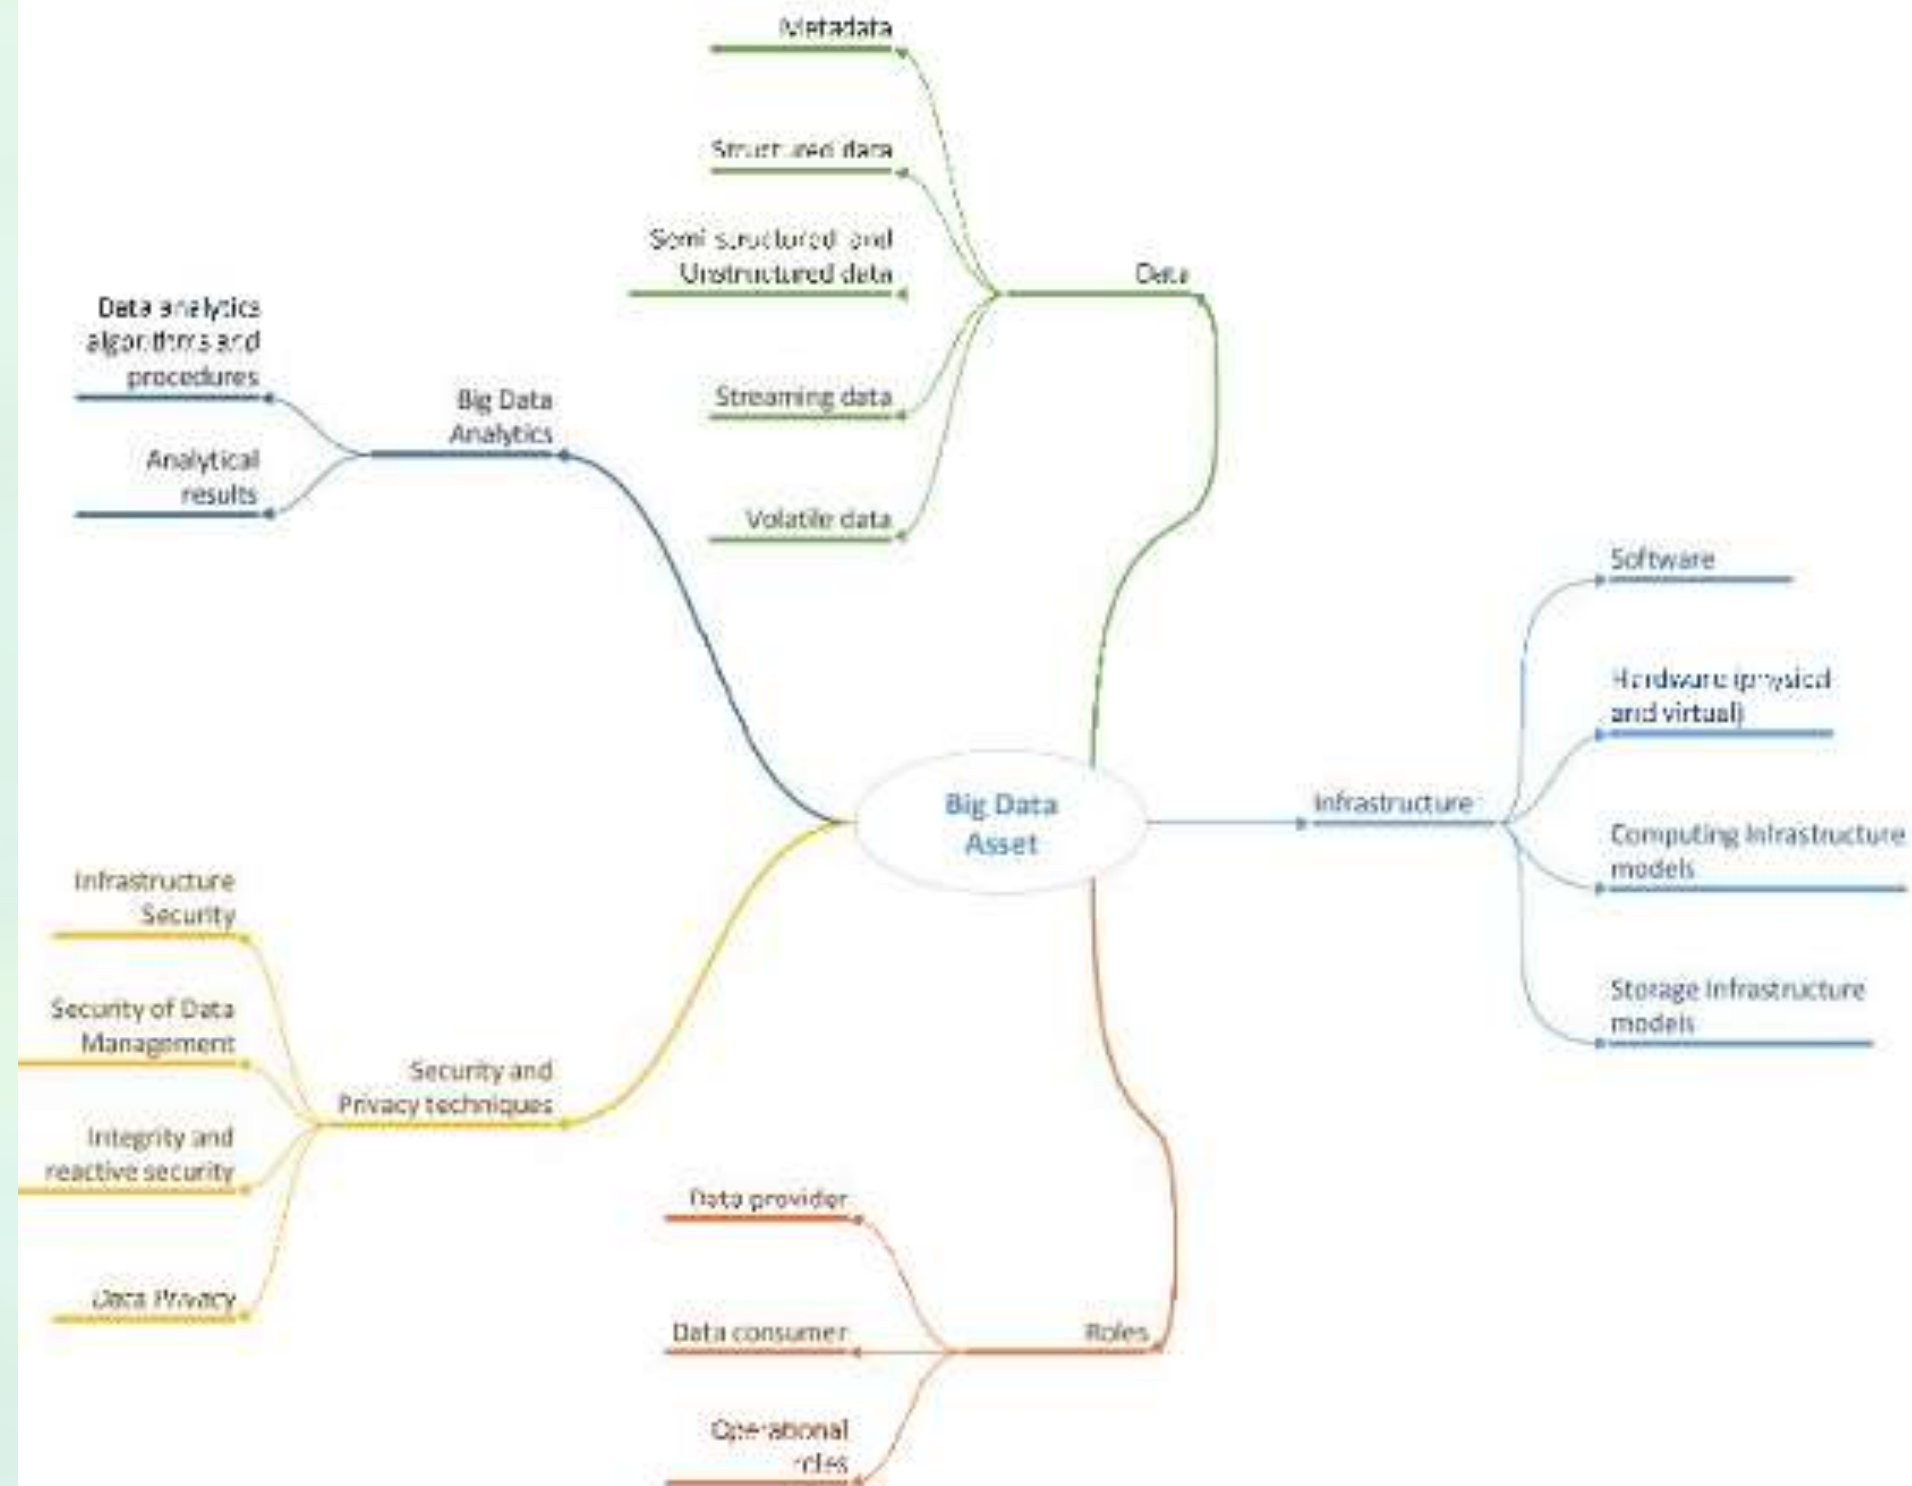 Metadata
Structured data
Semi structured and
Unstructured data
Streaming data
Volatile data
Data
Data analytics
algorithms and
procedures
Analytical
results
Big Data
Analytics
Software
Hardware (physical
and virtual)
Computing Infrastructure
models
Storage Infrastructure
models
Infrastructure
Big Data
Asset
Infrastructure
Security
Security of Data
Management
Integrity and
reactive security
Data Privacy
Security and
Privacy techniques
Data provider
Data consumer
Operational
roles
Roles